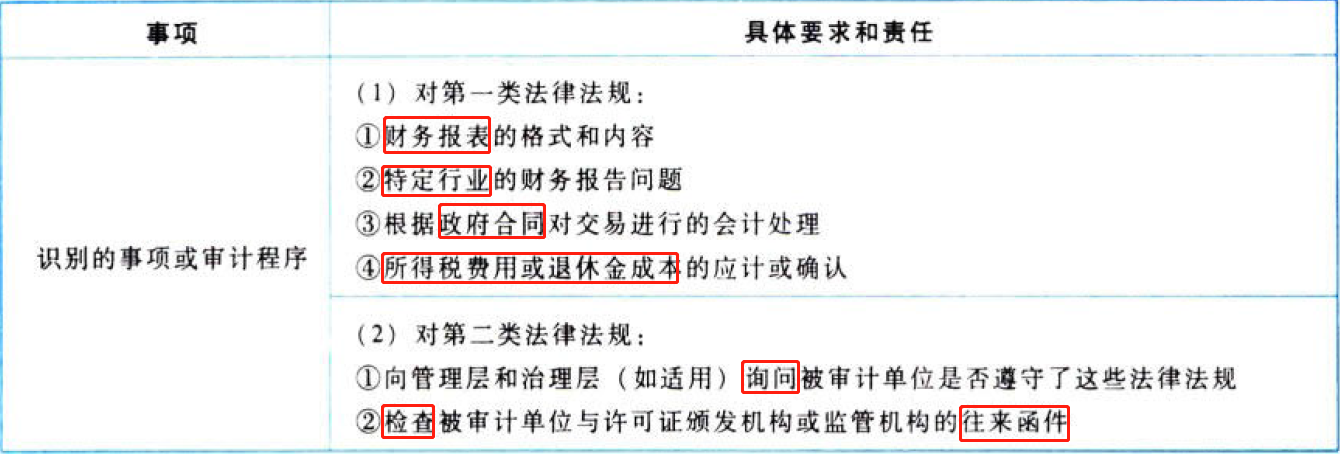 事项
具体要求和责任
识别的事项或审计程序
（1）对第一类法律法规：
①财务报表的格式和内容
②特定行业的财务报告问题
③根据政府合同对交易进行的会计处理
④所得税费用或退休金成本的应计或确认
（2）对第二类法律法规：
①向管理层和治理层（如适用）询问被审计单位是否遵守了这些法律法规
②检查被审计单位与许可证颁发机构或监管机构的往来函件